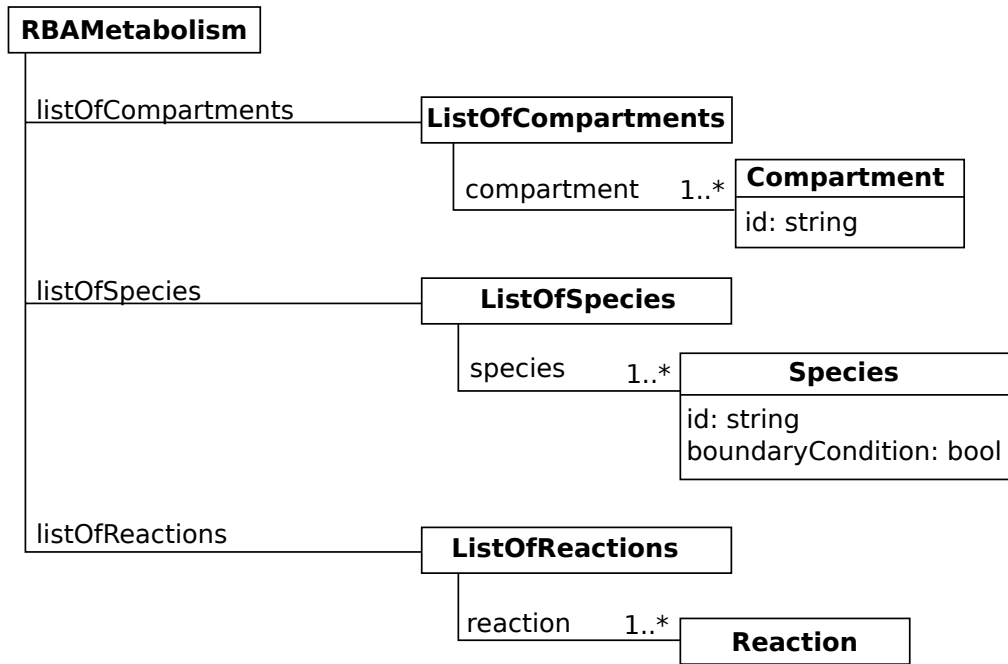 RBAMetabolism
listOfCompartments
ListOfCompartments
compartment 1..*
Compartment
id: string
listOfSpecies
ListOfSpecies
species 1..*
Species
id: string
boundaryCondition: bool
listOfReactions
ListOfReactions
reaction 1..*
Reaction